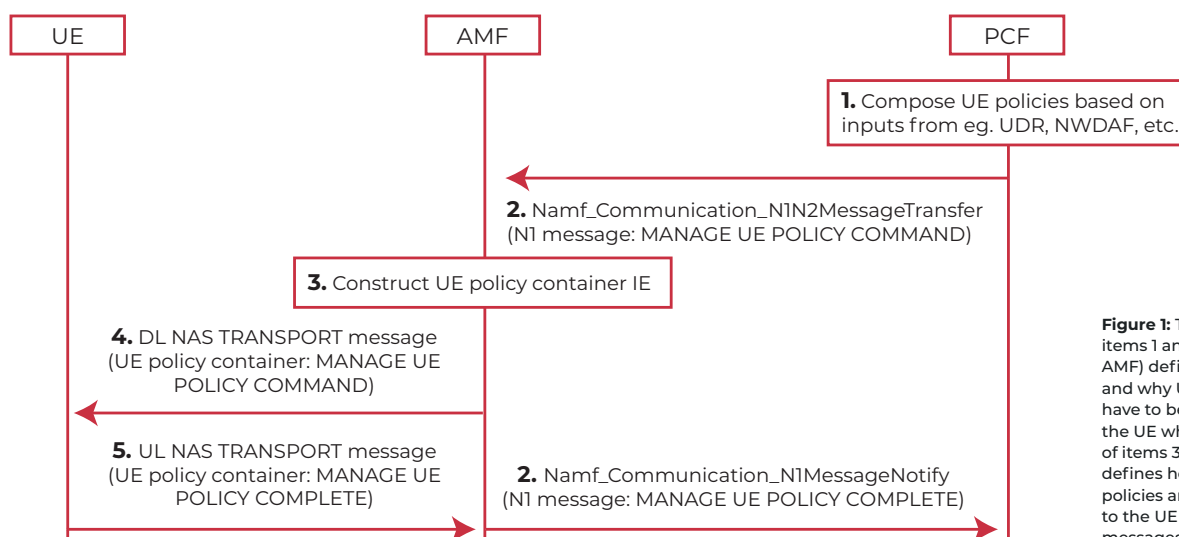 UE
AMF
PCF
1. Compose UE policies based on
inputs from eg. UDR, NWDAF, etc.
2. Namf_Communication_N1N2MessageTransfer
(N1 message: MANAGE UE POLICY COMMAND)
3. Construct UE policy container IE
4. DL NAS TRANSPORT message
(UE policy container: MANAGE UE
POLICY COMMAND)
5. UL NAS TRANSPORT message
(UE policy container: MANAGE UE
POLICY COMPLETE)
2. Namf_Communication_N1MessageNotify
(N1 message: MANAGE UE POLICY COMPLETE)
Figure 1:
items 1 an
AMF) defi
and why
have to b
the UE wh
of items 3
defines h
policies a
to the UE